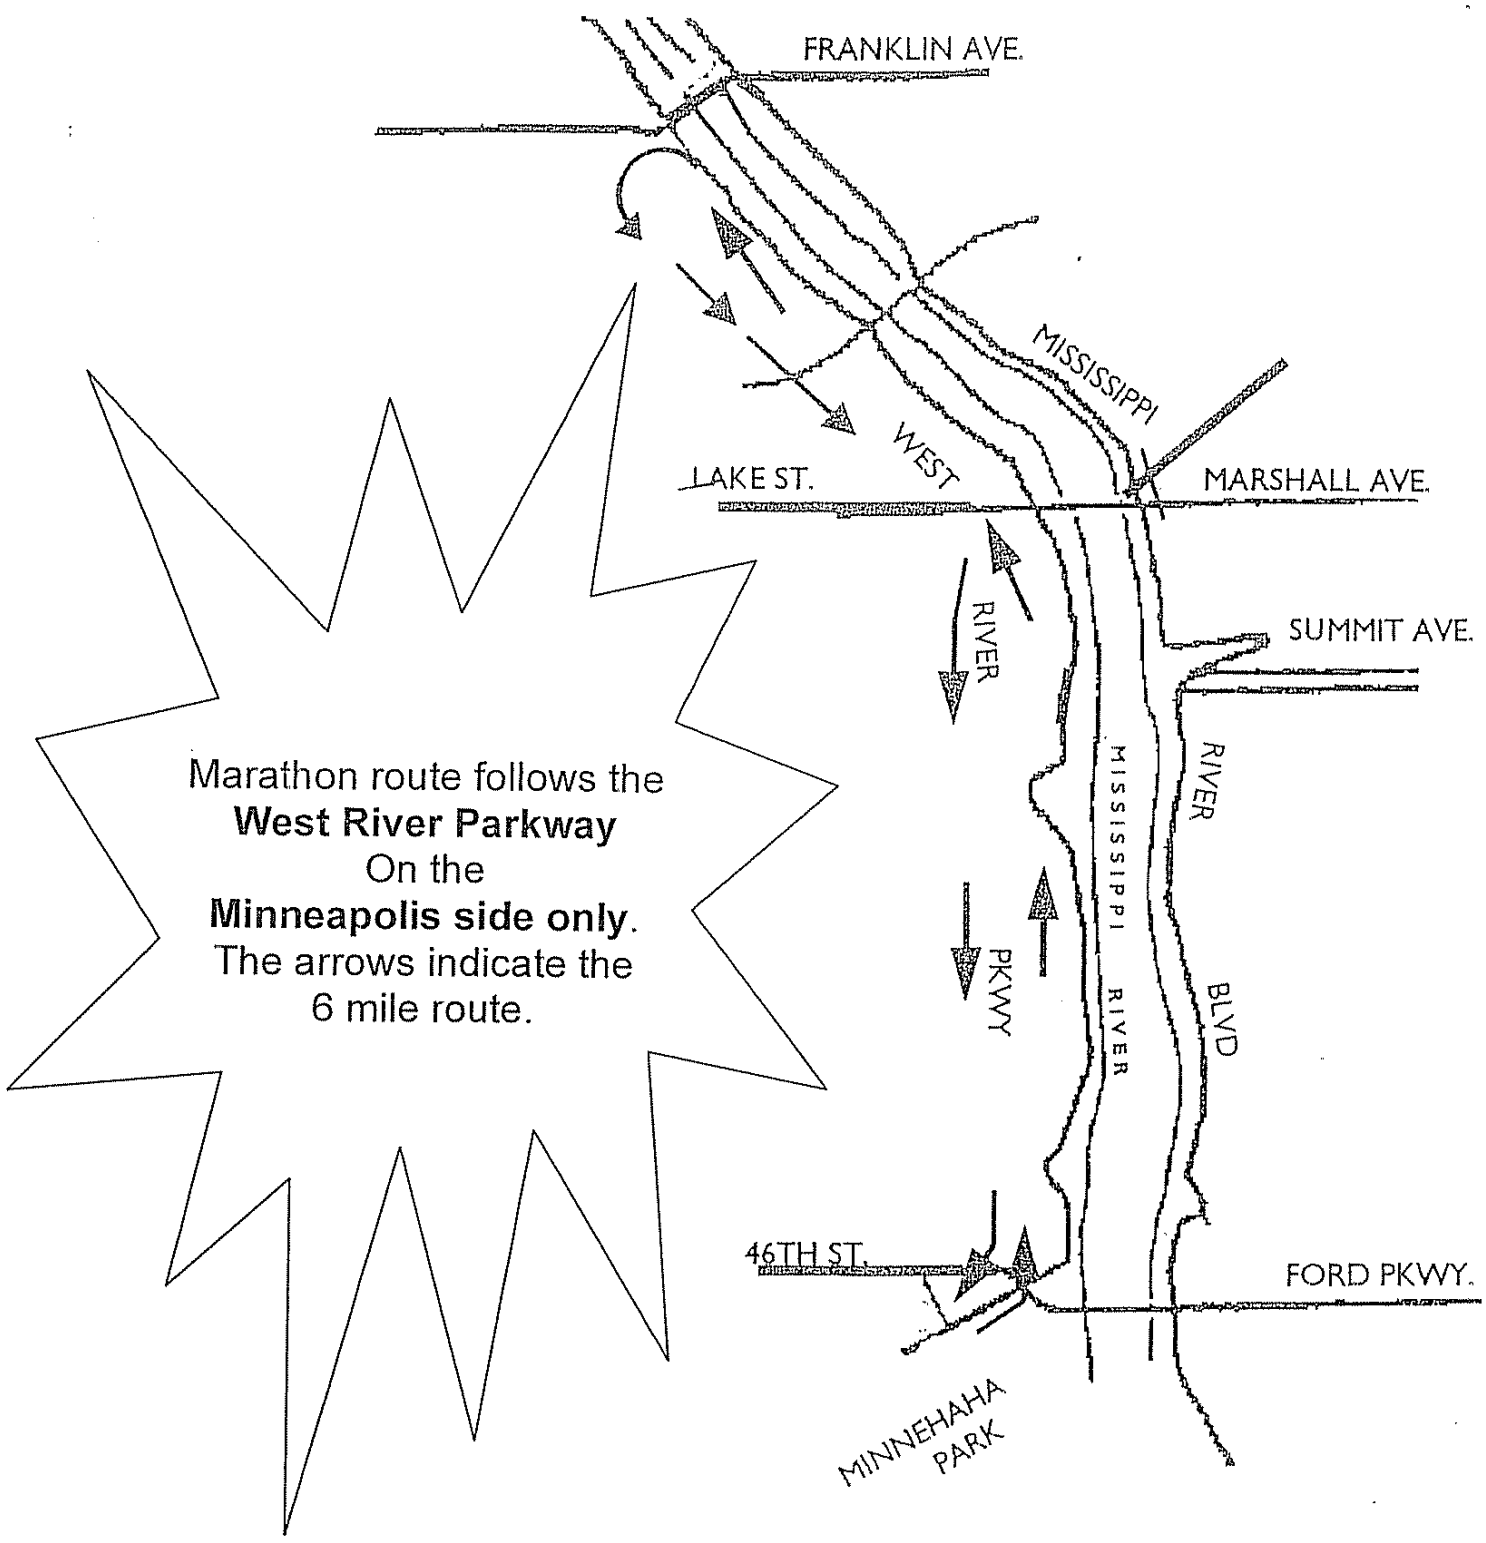 FRANKLIN AVE.
MISSISSIPPI
WEST
LAKE ST.
MARSHALL AVE.
RIVER
SUMMIT AVE.
MISSISSIPPI RIVER
RIVER
BLVD
PKWY
Marathon route follows the
West River Parkway
On the
Minneapolis side only.
The arrows indicate the
6 mile route.
46TH ST.
FORD PKWY.
MINNEHAHA
PARK